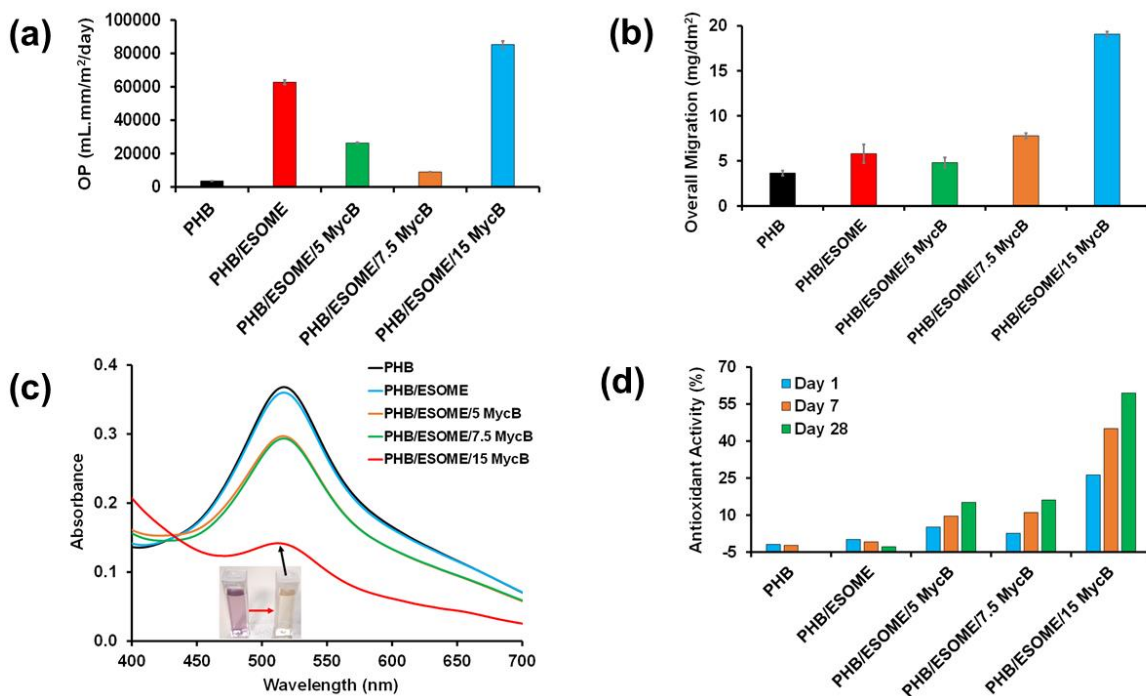 (a)
OP (mL.mm/m²/day)
100000
80000
60000
40000
20000
0
PHB
PHB/ESOME
PHB/ESOME/5 MycB
PHB/ESOME/7.5 MycB
PHB/ESOME/15 MycB
(b)
Overall Migration (mg/dm²)
20
15
10
5
0
PHB
PHB/ESOME
PHB/ESOME/5 MycB
PHB/ESOME/7.5 MycB
PHB/ESOME/15 MycB
(c)
Absorbance
0.4
0.3
0.2
0.1
0.0
400
450
500
550
600
650
700
Wavelength (nm)
PHB
PHB/ESOME
PHB/ESOME/5 MycB
PHB/ESOME/7.5 MycB
PHB/ESOME/15 MycB
(d)
Antioxidant Activity (%)
70
55
40
25
10
-5
Day 1
Day 7
Day 28
PHB
PHB/ESOME
PHB/ESOME/5 MycB
PHB/ESOME/7.5 MycB
PHB/ESOME/15 MycB